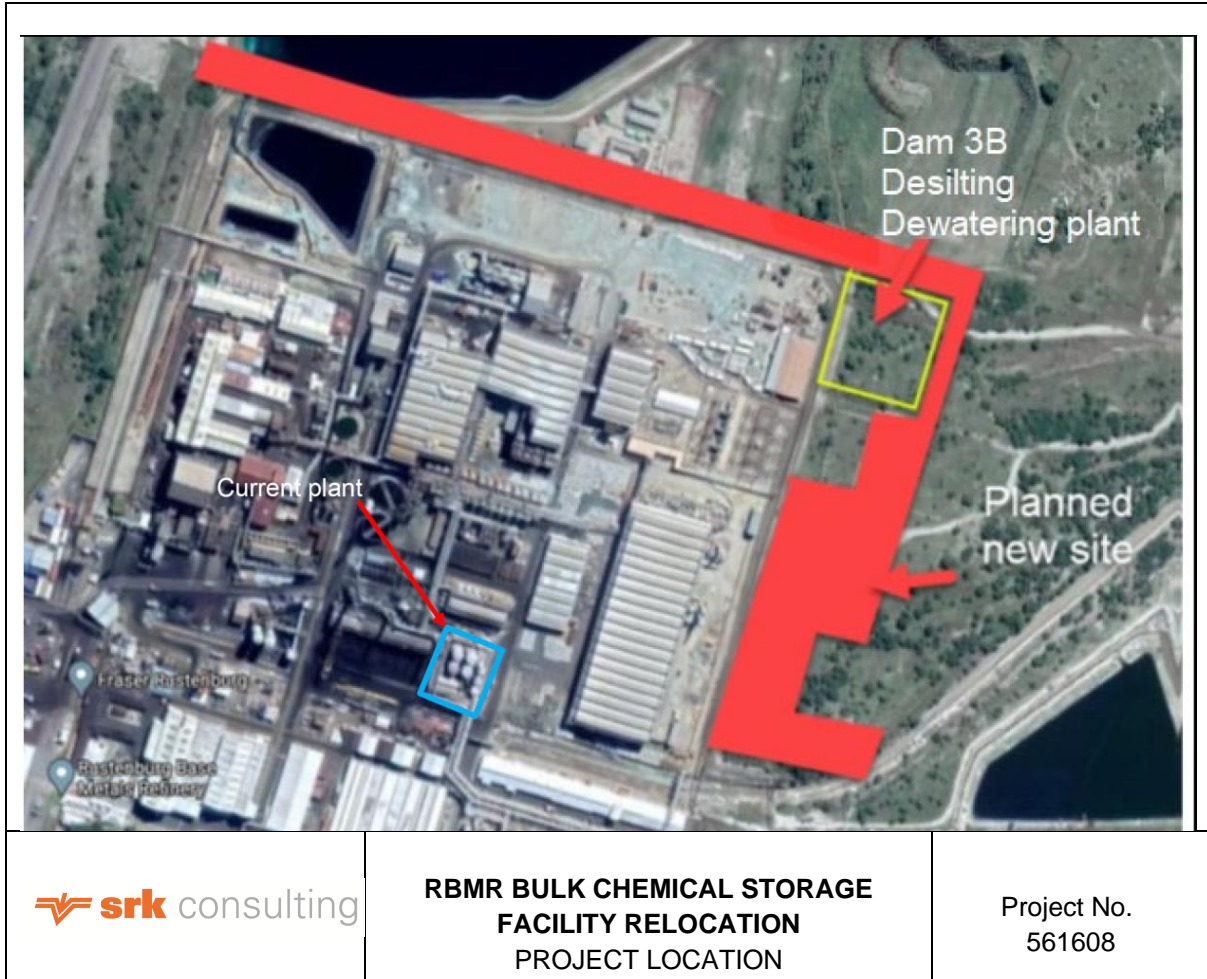 Dam 3B
Desilting
Dewatering plant
Current plant
Planned
new site
Fraser Rustenburg
Rustenburg Base
Metals Refinery
srk consulting
RBMR BULK CHEMICAL STORAGE
FACILITY RELOCATION
PROJECT LOCATION
Project No.
561608